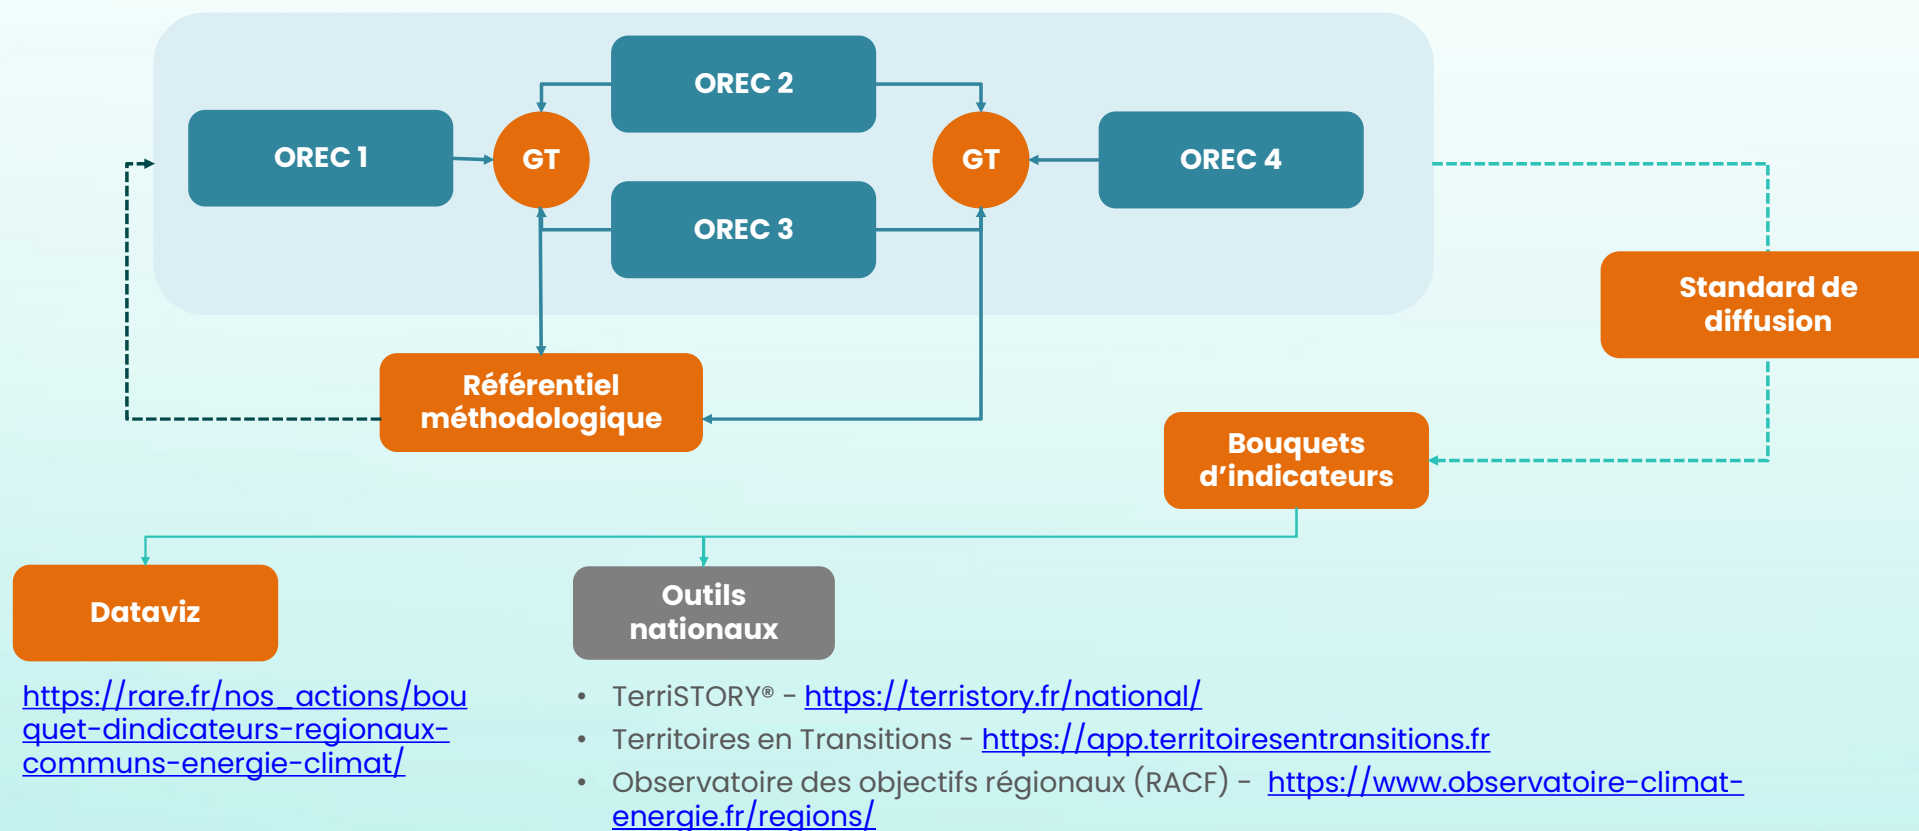 OREC 2
OREC 1
GT
GT
OREC 4
OREC 3
Standard de
diffusion
Référentiel
méthodologique
Bouquets
d’indicateurs
Dataviz
Outils
nationaux
https://rare.fr/nos_actions/bou
quet-dindicateurs-regionaux-
communs-energie-climat/
• TerriSTORY® - https://terristory.fr/national/
• Territoires en Transitions - https://app.territoiresentransitions.fr
• Observatoire des objectifs régionaux (RACF) - https://www.observatoire-climat-
energie.fr/regions/